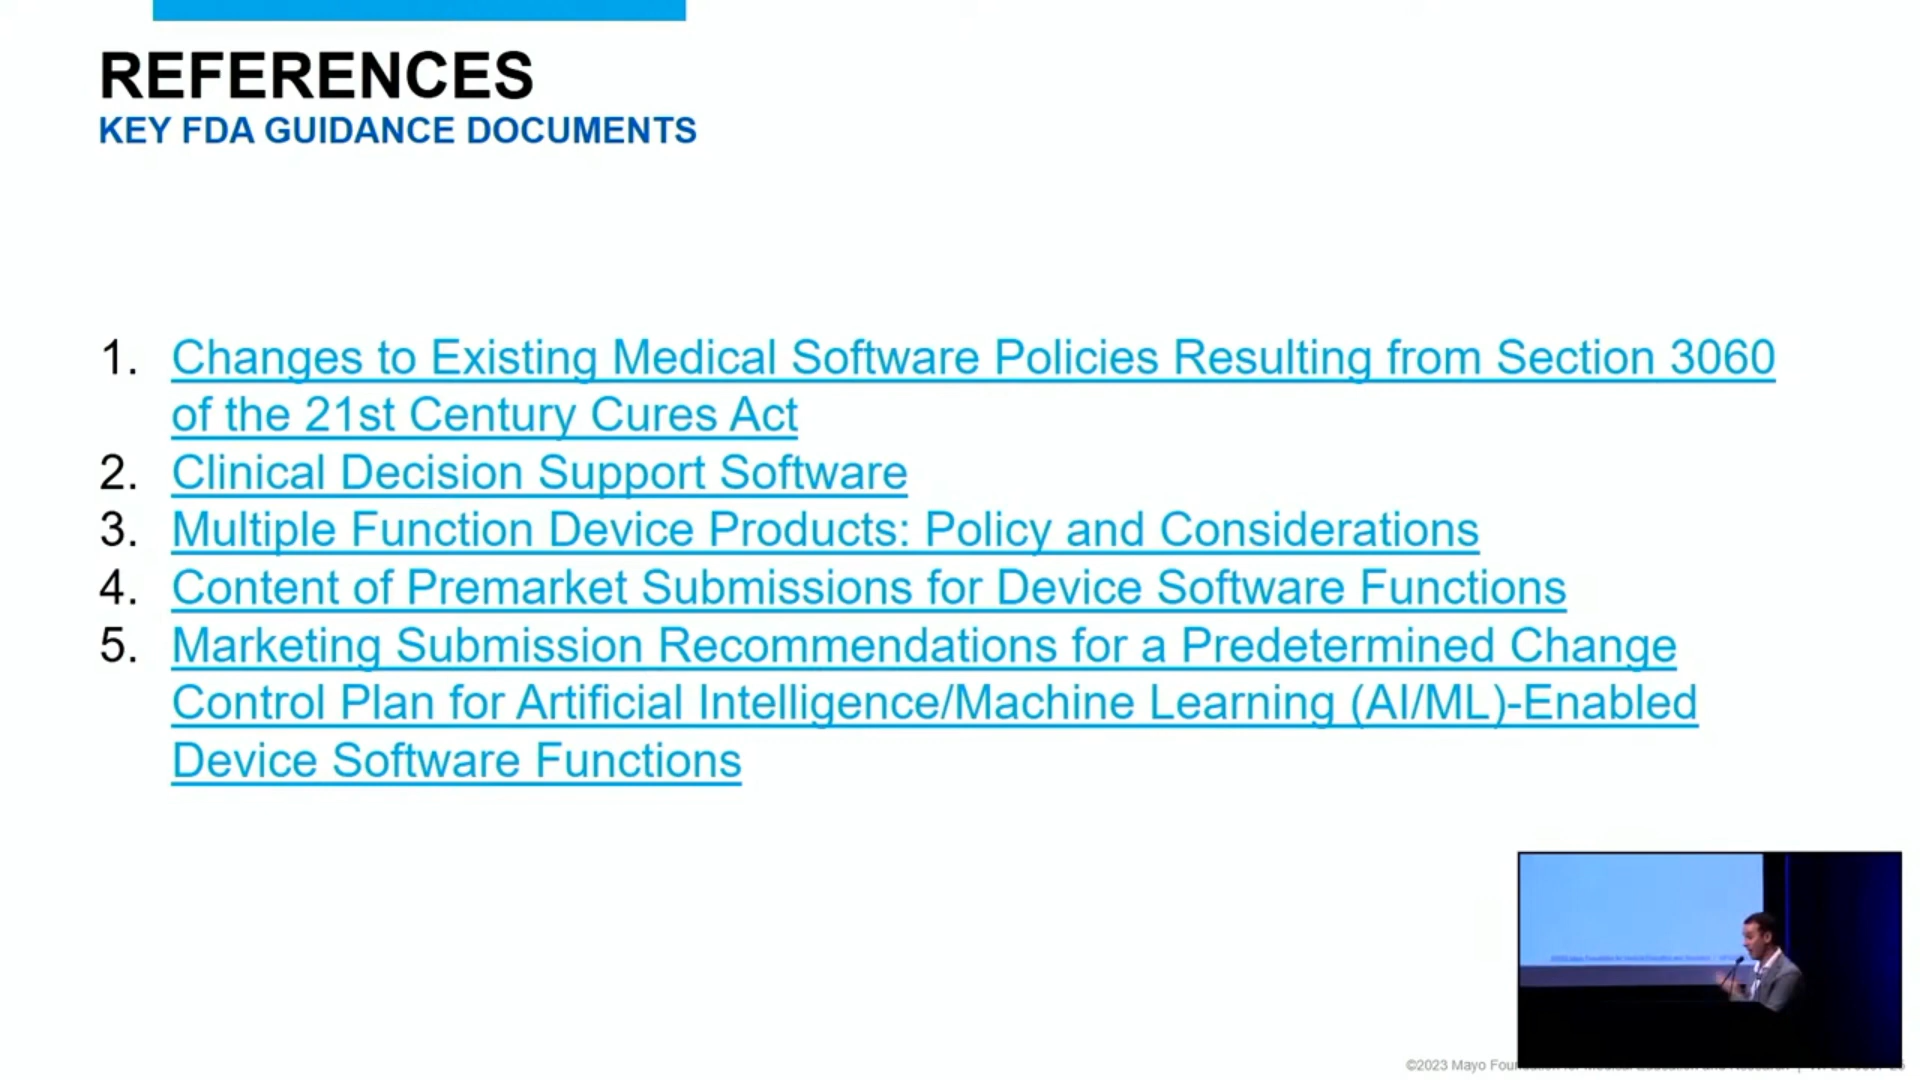 REFERENCES
KEY FDA GUIDANCE DOCUMENTS
1. Changes to Existing Medical Software Policies Resulting from Section 3060
of the 21st Century Cures Act
2. Clinical Decision Support Software
3. Multiple Function Device Products: Policy and Considerations
4. Content of Premarket Submissions for Device Software Functions
5. Marketing Submission Recommendations for a Predetermined Change
Control Plan for Artificial Intelligence/Machine Learning (AI/ML)-Enabled
Device Software Functions
©2023 Mayo